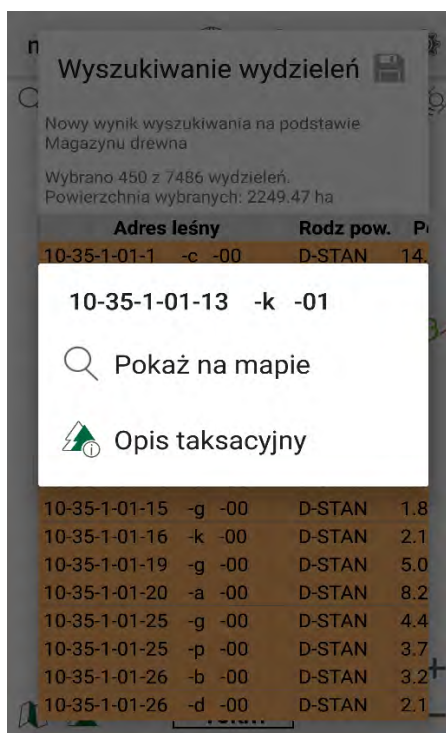 Wyszukiwanie wydzieleń
Nowy wynik wyszukiwania na podstawie
Magazynu drewna
Wybrano 450 z 7486 wydzieleń.
Powierzchnia wybranych: 2249.47 ha
Adres leśny Rodz pow.
10-35-1-01-1 -c -00 D-STAN 14.
10-35-1-01-13 -k -01
Pokaż na mapie
Opis taksacyjny
10-35-1-01-15 -g -00 D-STAN 1.8
10-35-1-01-16 -k -00 D-STAN 2.1
10-35-1-01-19 -g -00 D-STAN 5.0
10-35-1-01-20 -a -00 D-STAN 8.2
10-35-1-01-25 -g -00 D-STAN 4.4
10-35-1-01-25 -p -00 D-STAN 3.7
10-35-1-01-26 -b -00 D-STAN 3.2
10-35-1-01-26 -d -00 D-STAN 2.1